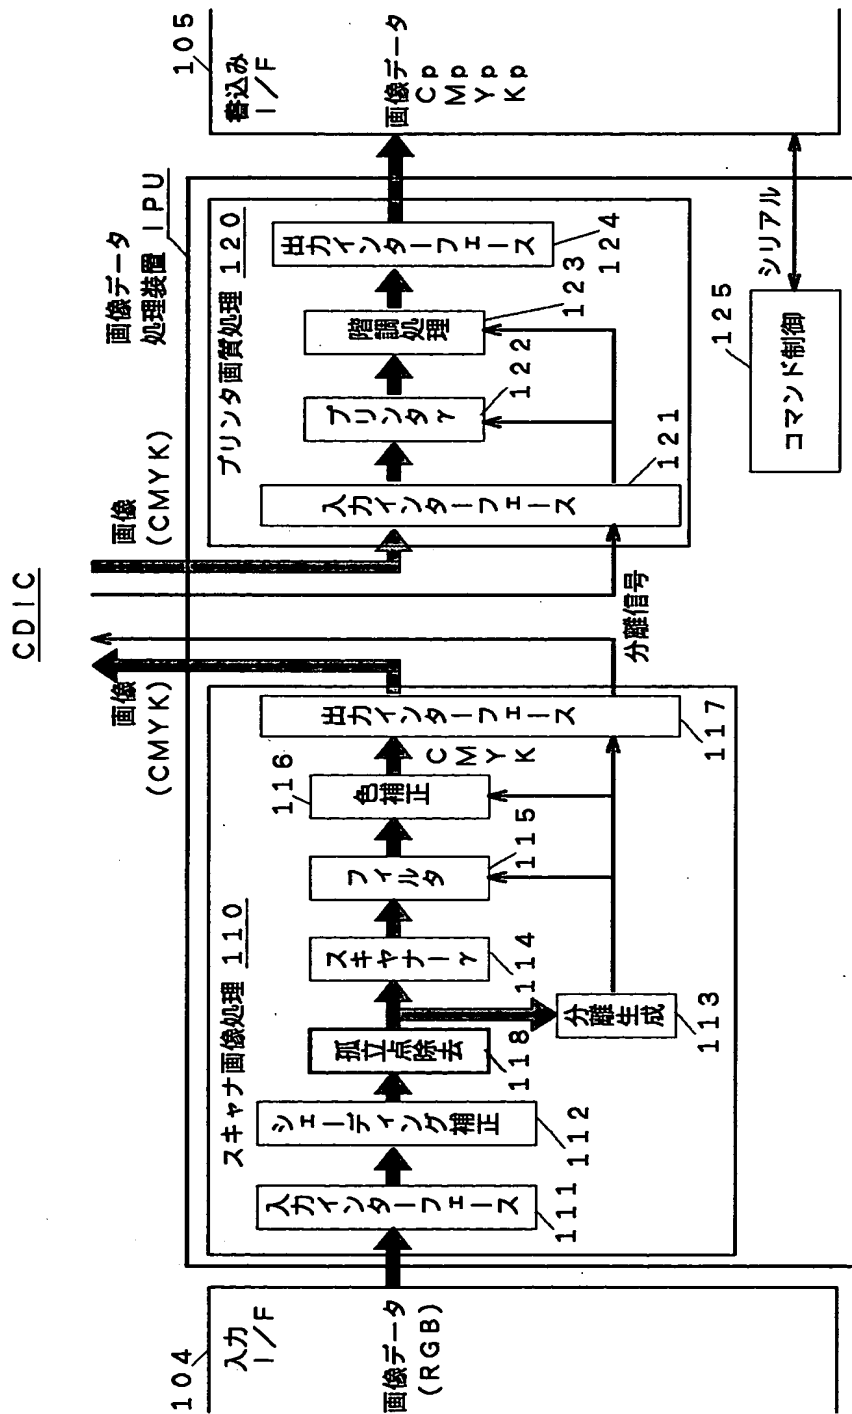 CDIC
104
入力
I/F
画像データ
(RGB)
スキャナ画像処理 110
入力インターフェース
111
シェーディング補正
112
孤立点除去
118
分離生成
113
スキャナーγ
114
フィルタ
115
色補正
116
C
M
Y
K
出力インターフェース
117
画像
(CMYK)
分離信号
画像
(CMYK)
画像データ
処理装置 IPU
プリンタ画質処理 120
入力インターフェース
121
プリンタγ
122
階調処理
123
出力インターフェース
124
コマンド制御
125
シリアル
105
書込み
I/F
画像データ
Cp
Mp
Yp
Kp